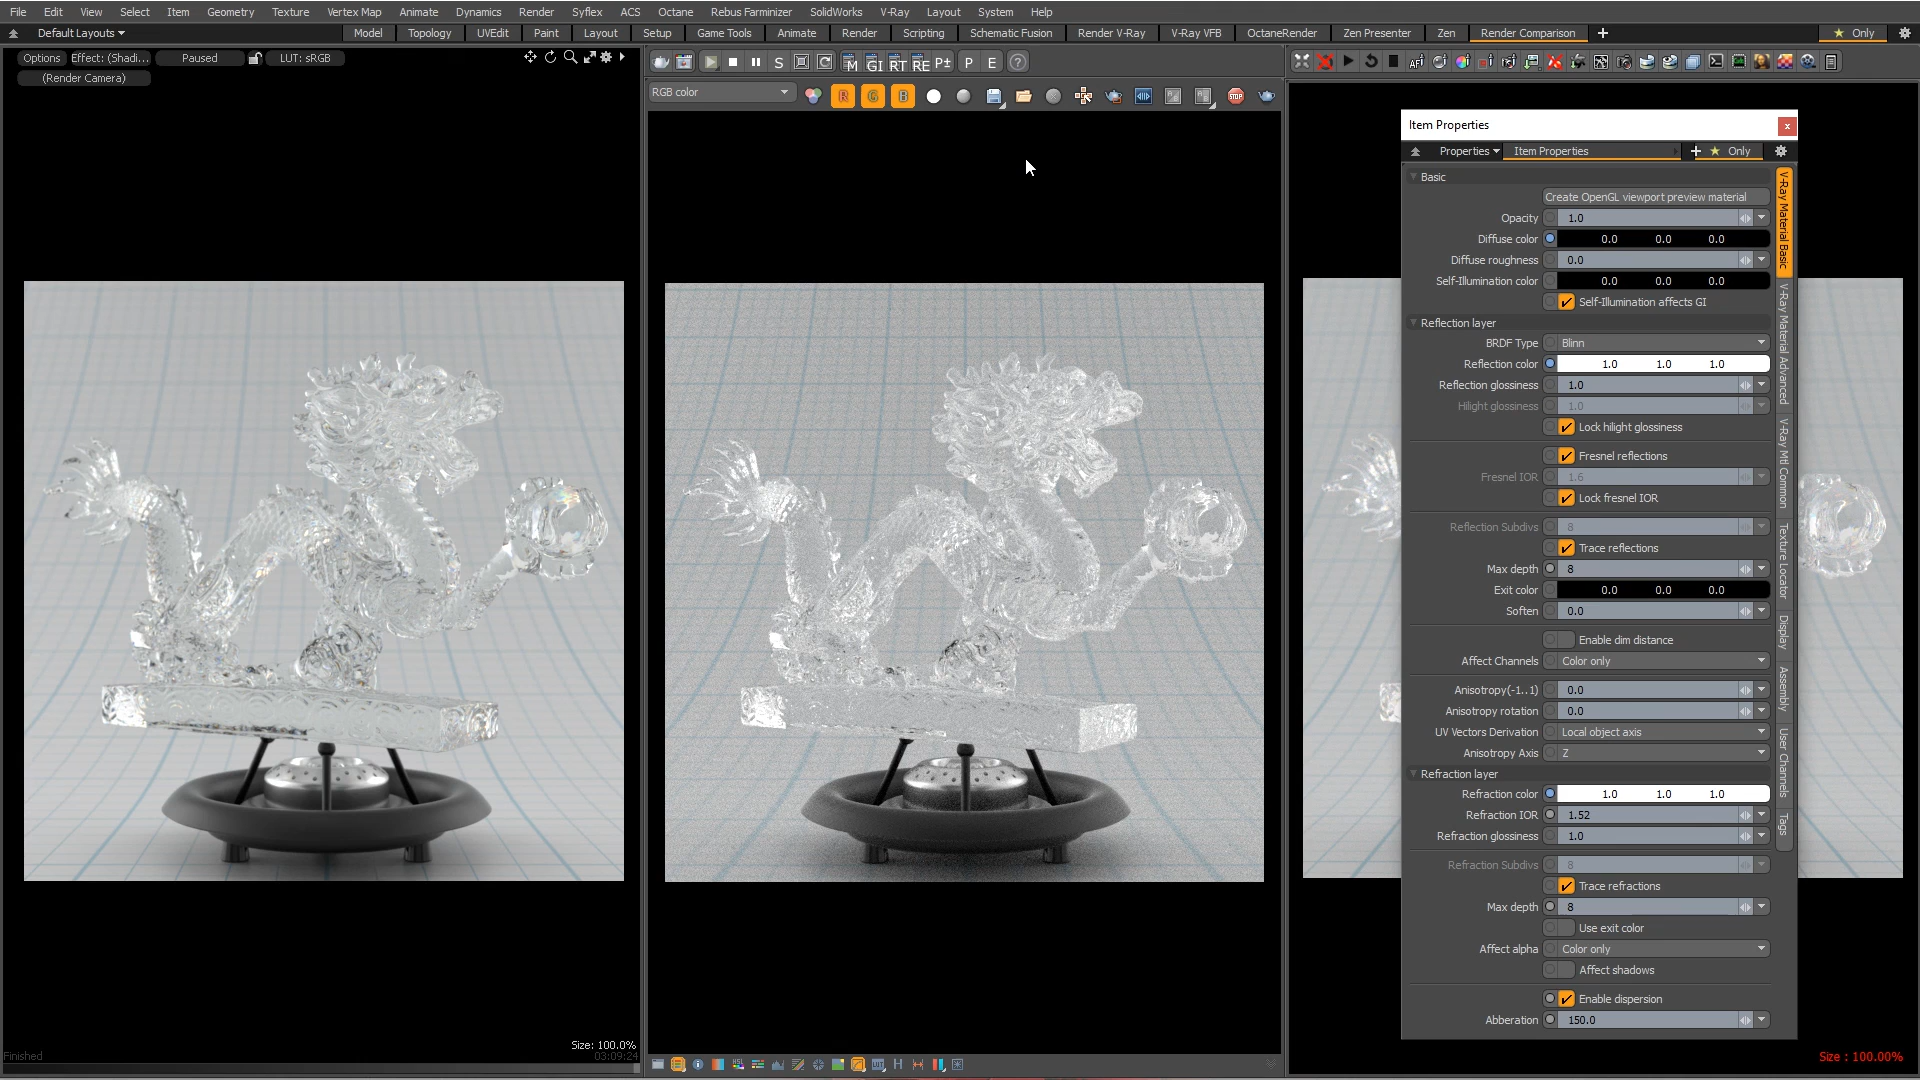 File Edit View Select Item Geometry Texture Vertex Map Animate Dynamics Render Syflex ACS Octane Rebus Farminizer SolidWorks V-Ray Layout System Help
Default Layouts Model Topology UVEdit Paint Layout Setup Game Tools Animate Render Scripting Schematic Fusion Render V-Ray V-Ray VFB OctaneRender Zen Presenter Zen Render Comparison Only
Options Effect: (Shadi... Paused LUT: sRGB
(Render Camera)
S M GI RT RE P± P E ?
RGB color R G B STOP
Item Properties x
Properties Item Properties Only
Basic
Create OpenGL viewport preview material
Opacity 1.0
Diffuse color 0.0 0.0 0.0
Diffuse roughness 0.0
Self-Illumination color 0.0 0.0 0.0
Self-Illumination affects GI
Reflection layer
BRDF Type Blinn
Reflection color 1.0 1.0 1.0
Reflection glossiness 1.0
Hilight glossiness 1.0
Lock hilight glossiness
Fresnel reflections
Fresnel IOR 1.6
Lock fresnel IOR
Reflection Subdivs 8
Trace reflections
Max depth 8
Exit color 0.0 0.0 0.0
Soften 0.0
Enable dim distance
Affect Channels Color only
Anisotropy(-1..1) 0.0
Anisotropy rotation 0.0
UV Vectors Derivation Local object axis
Anisotropy Axis Z
Refraction layer
Refraction color 1.0 1.0 1.0
Refraction IOR 1.52
Refraction glossiness 1.0
Refraction Subdivs 8
Trace refractions
Max depth 8
Use exit color
Affect alpha Color only
Affect shadows
Enable dispersion
Abberation 150.0
V-Ray Material Basic
V-Ray Material Advanced
V-Ray Mtl Common
Texture Locator
Display
Assembly
User Channels
Tags
Size: 100.0%
Finished 03:09:24
Size : 100.00%